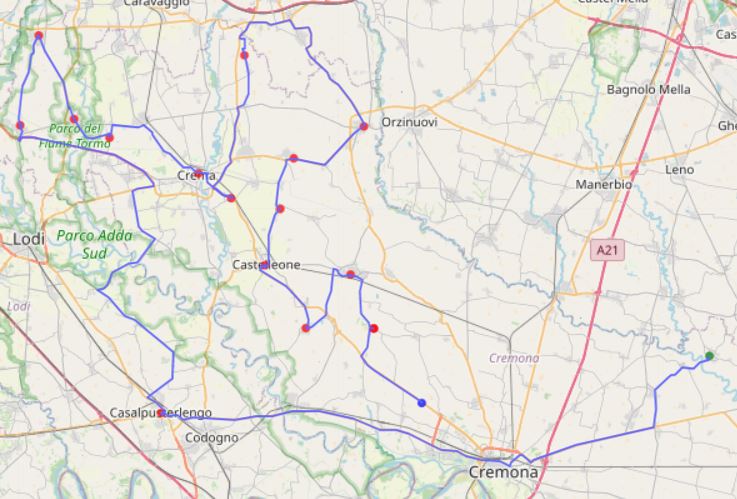 Caravaggio
Castel Mella
Cas
Bagnolo Mella
Orzinuovi
Ghe
Parco del
Fiume Tormo
Leno
Crema
Manerbio
Lodi
Parco Adda
Sud
A21
Castelleone
Lodi
Cremona
Casalpusterlengo
Codogno
Cremona